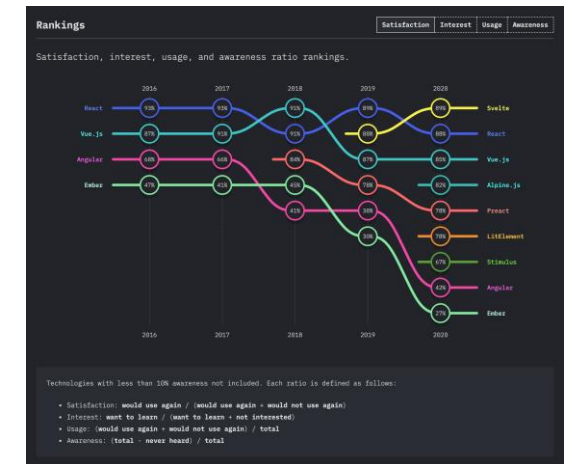 Rankings
Satisfaction Interest Usage Awareness
Satisfaction, interest, usage, and awareness ratio rankings.
2016 2017 2018 2019 2020
React 93% 93% 91% 89% 89% Svelte
Vue.js 87% 91% 91% 88% 88% React
Angular 68% 66% 84% 87% 85% Vue.js
Ember 47% 41% 45% 78% 82% Alpine.js
41% 38% 78% Preact
30% 78% LitElement
67% Stimulus
42% Angular
27% Ember
2016 2017 2018 2019 2020
Technologies with less than 10% awareness not included. Each ratio is defined as follows:
• Satisfaction: would use again / (would use again + would not use again)
• Interest: want to learn / (want to learn + not interested)
• Usage: (would use again + would not use again) / total
• Awareness: (total - never heard) / total